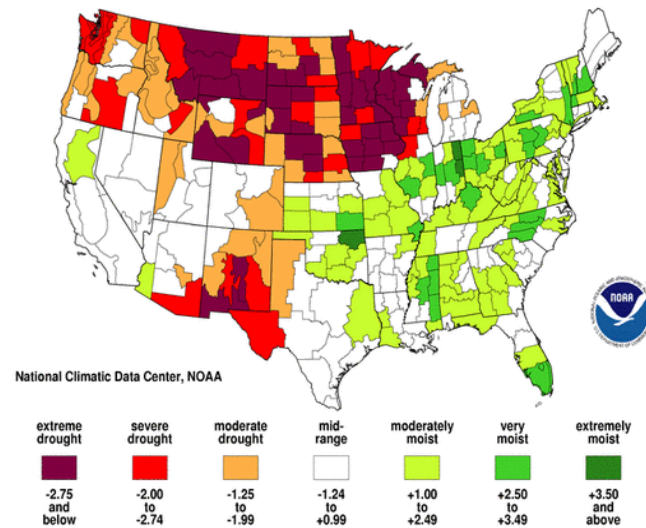 NOAA
National Climatic Data Center, NOAA
extreme drought
severe drought
moderate drought
mid-range
moderately moist
very moist
extremely moist
-2.75 and below
-2.00 to -2.74
-1.25 to -1.99
-1.24 to +0.99
+1.00 to +2.49
+2.50 to +3.49
+3.50 and above